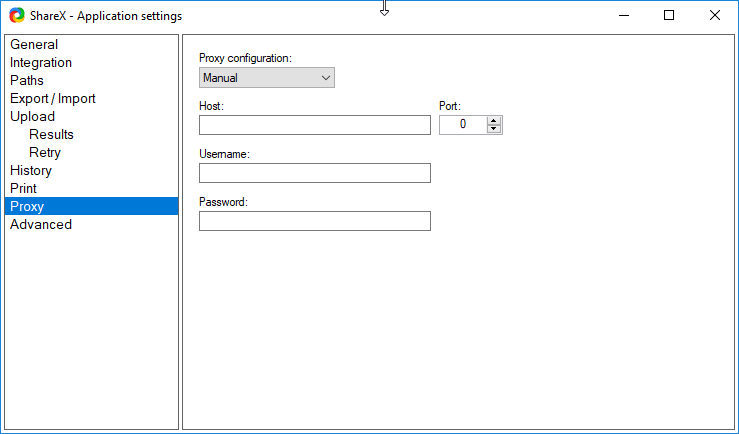 ShareX - Application settings
General
Integration
Paths
Export / Import
Upload
Results
Retry
History
Print
Proxy
Advanced
Proxy configuration:
Manual
Host:
Port:
0
Username:
Password: